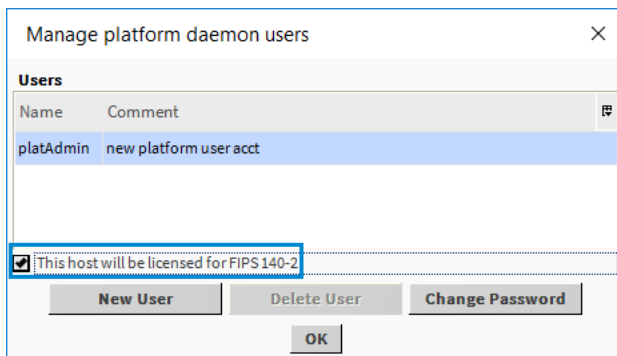 Manage platform daemon users
Users
Name Comment
platAdmin new platform user acct
This host will be licensed for FIPS 140-2
New User Delete User Change Password
OK